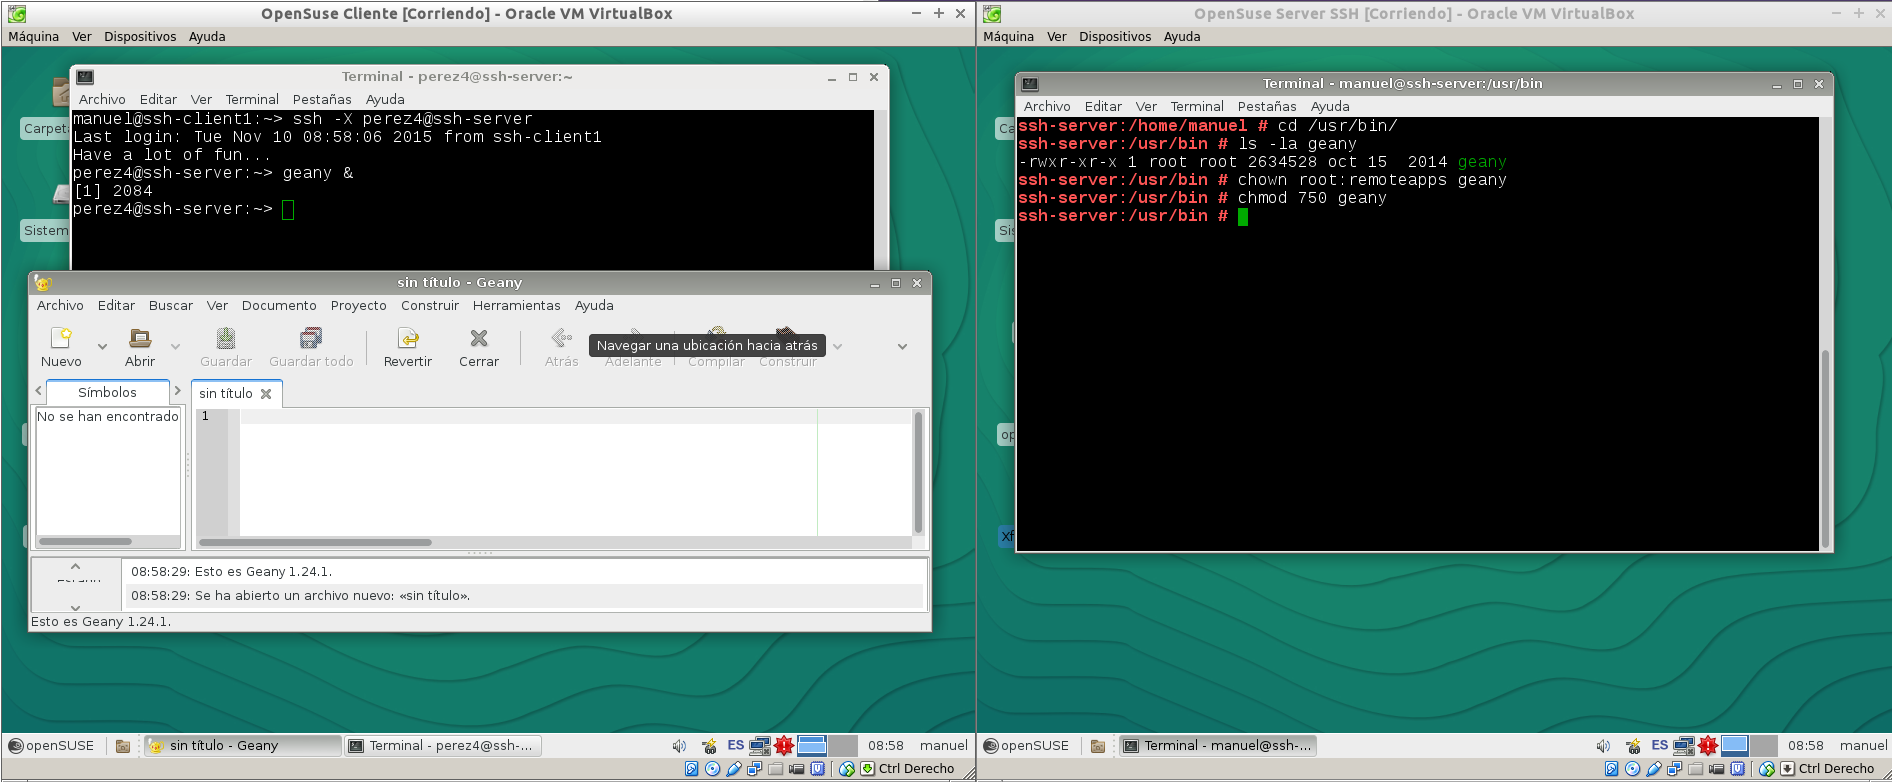 OpenSuse Cliente [Corriendo] - Oracle VM VirtualBox
Máquina Ver Dispositivos Ayuda
Carpeta
Sistem
Terminal - perez4@ssh-server:~
Archivo Editar Ver Terminal Pestañas Ayuda
manuel@ssh-client1:~> ssh -X perez4@ssh-server
Last login: Tue Nov 10 08:58:06 2015 from ssh-client1
Have a lot of fun...
perez4@ssh-server:~> geany &
[1] 2084
perez4@ssh-server:~>
sin título - Geany
Archivo Editar Buscar Ver Documento Proyecto Construir Herramientas Ayuda
Nuevo Abrir Guardar Guardar todo Revertir Cerrar Atrás Adelante Compilar Construir
Navegar una ubicación hacia atrás
Símbolos
sin título
No se han encontrado
1
08:58:29: Esto es Geany 1.24.1.
08:58:29: Se ha abierto un archivo nuevo: «sin título».
Esto es Geany 1.24.1.
openSUSE sin título - Geany Terminal - perez4@ssh-... ES 08:58 manuel
Ctrl Derecho
OpenSuse Server SSH [Corriendo] - Oracle VM VirtualBox
Máquina Ver Dispositivos Ayuda
Ca
Sis
op
Xf
Terminal - manuel@ssh-server:/usr/bin
Archivo Editar Ver Terminal Pestañas Ayuda
ssh-server:/home/manuel # cd /usr/bin/
ssh-server:/usr/bin # ls -la geany
-rwxr-xr-x 1 root root 2634528 oct 15  2014 geany
ssh-server:/usr/bin # chown root:remoteapps geany
ssh-server:/usr/bin # chmod 750 geany
ssh-server:/usr/bin #
openSUSE Terminal - manuel@ssh-... ES 08:58 manuel
Ctrl Derecho